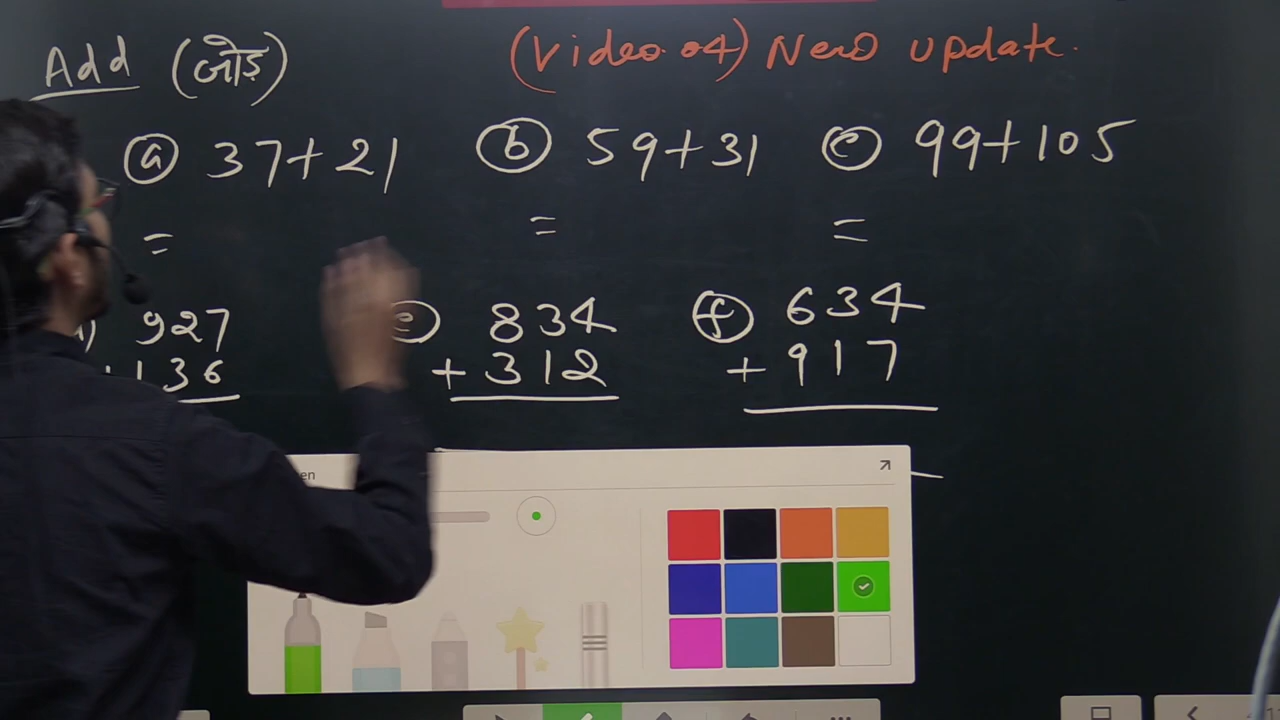 Add (जोड़) (Video 04) New update.
ⓐ 37+21 ⓑ 59+31 ⓒ 99+105
= = =
927 ⓔ 834 ⓕ 634
136 + 312 + 917